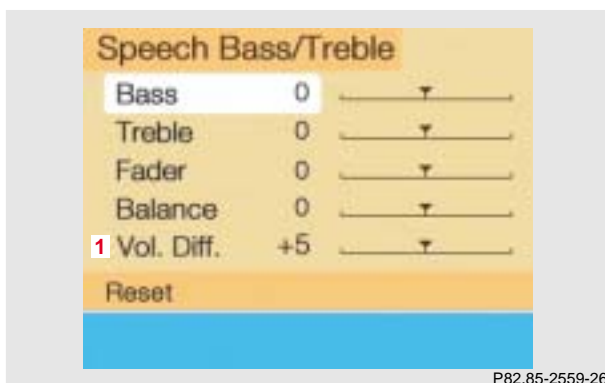 Speech Bass/Treble
Bass 0
Treble 0
Fader 0
Balance 0
1 Vol. Diff. +5
Reset
P82.85-2559-26